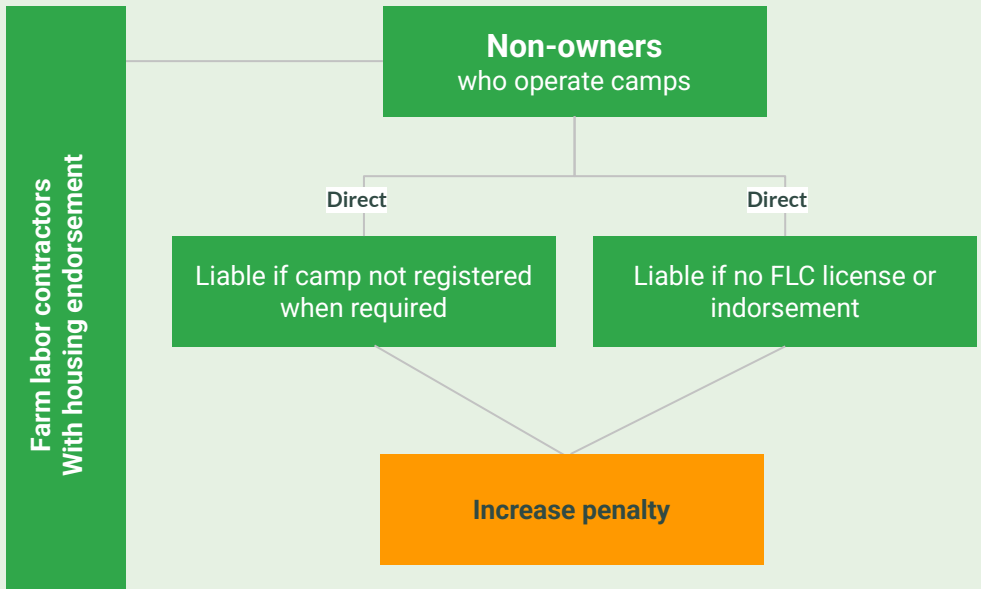 Farm labor contractors
With housing endorsement
Non-owners
who operate camps
Direct
Direct
Liable if camp not registered
when required
Liable if no FLC license or
indorsement
Increase penalty